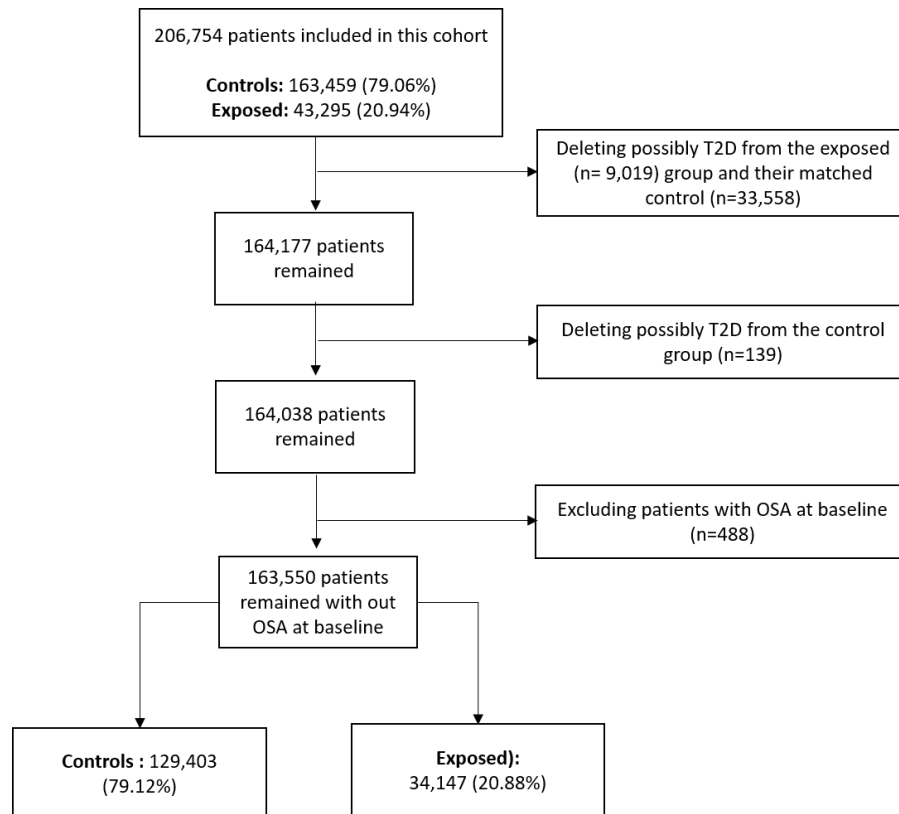 206,754 patients included in this cohort
Controls: 163,459 (79.06%)
Exposed: 43,295 (20.94%)
Deleting possibly T2D from the exposed
(n= 9,019) group and their matched
control (n=33,558)
164,177 patients
remained
Deleting possibly T2D from the control
group (n=139)
164,038 patients
remained
Excluding patients with OSA at baseline
(n=488)
163,550 patients
remained with out
OSA at baseline
Controls : 129,403
(79.12%)
Exposed):
34,147 (20.88%)